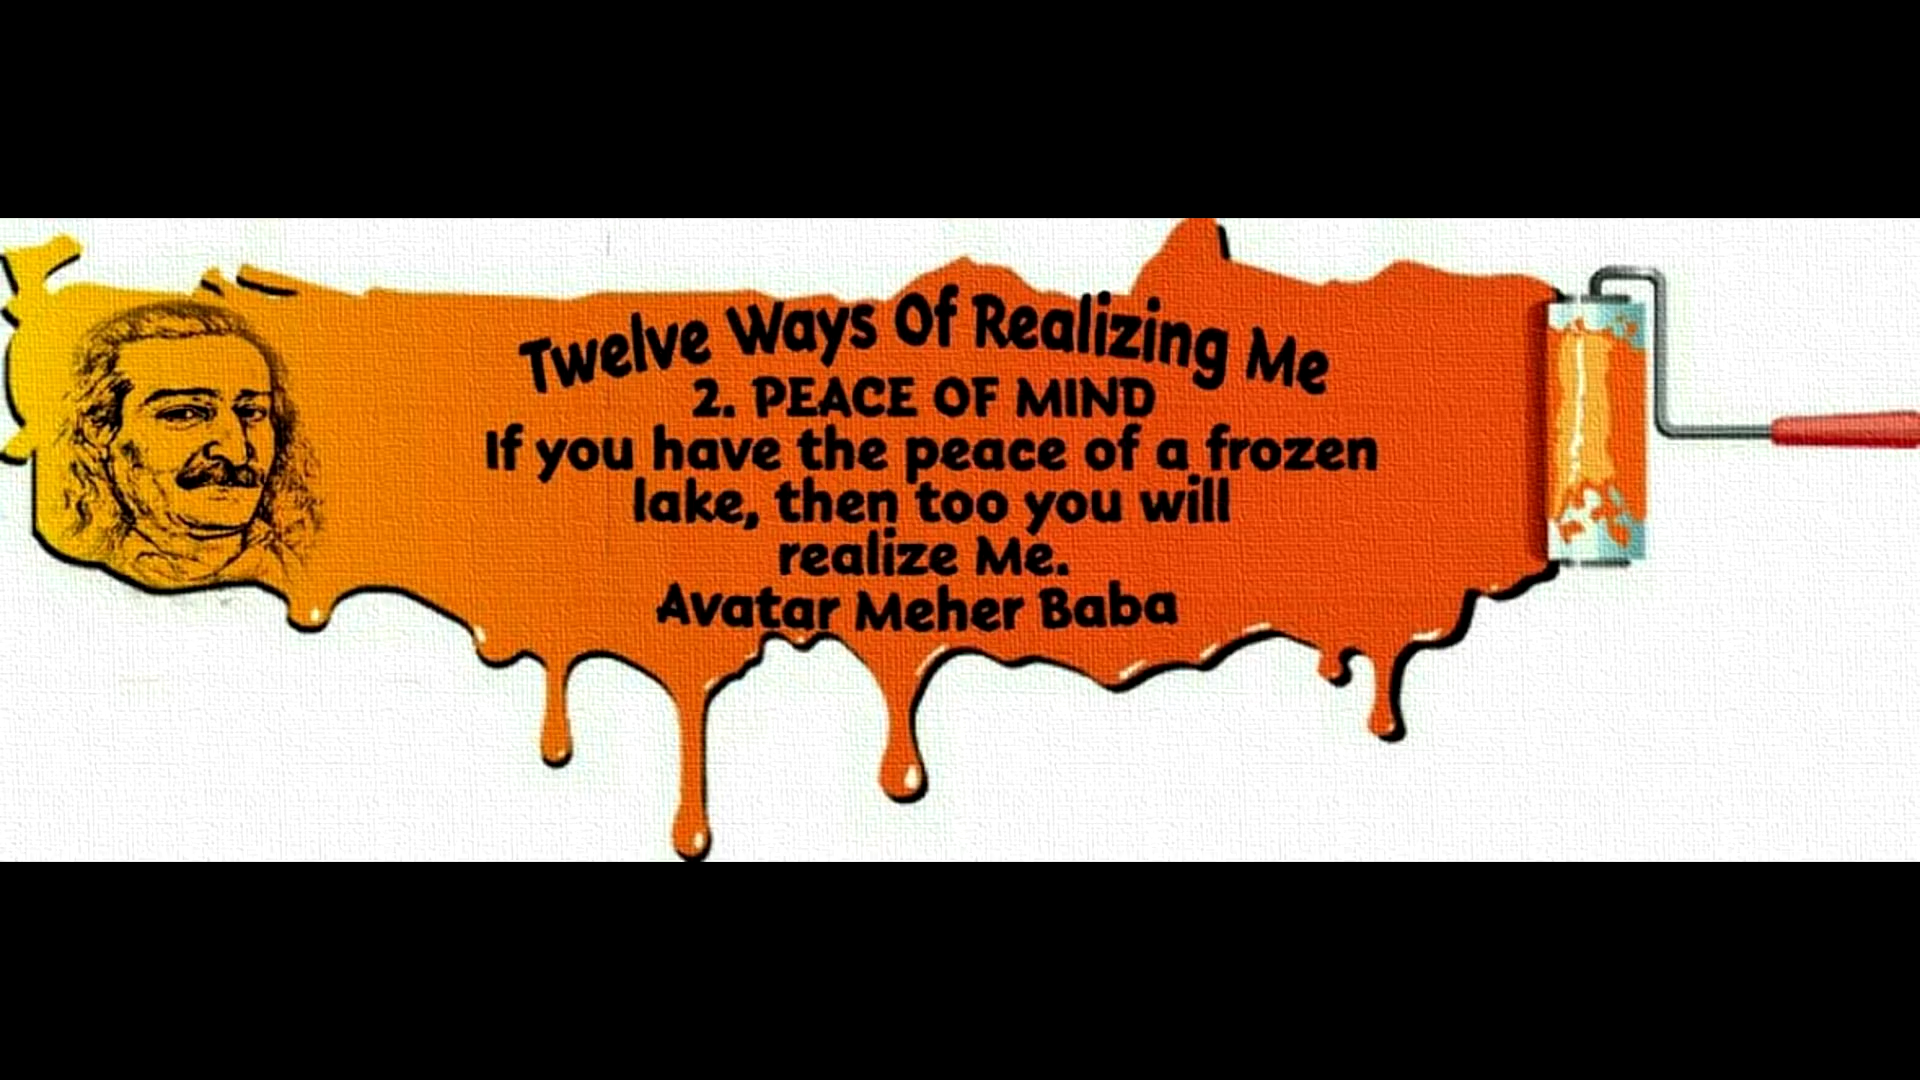 Twelve Ways Of Realizing Me
2. PEACE OF MIND
If you have the peace of a frozen
lake, then too you will
realize Me.
Avatar Meher Baba